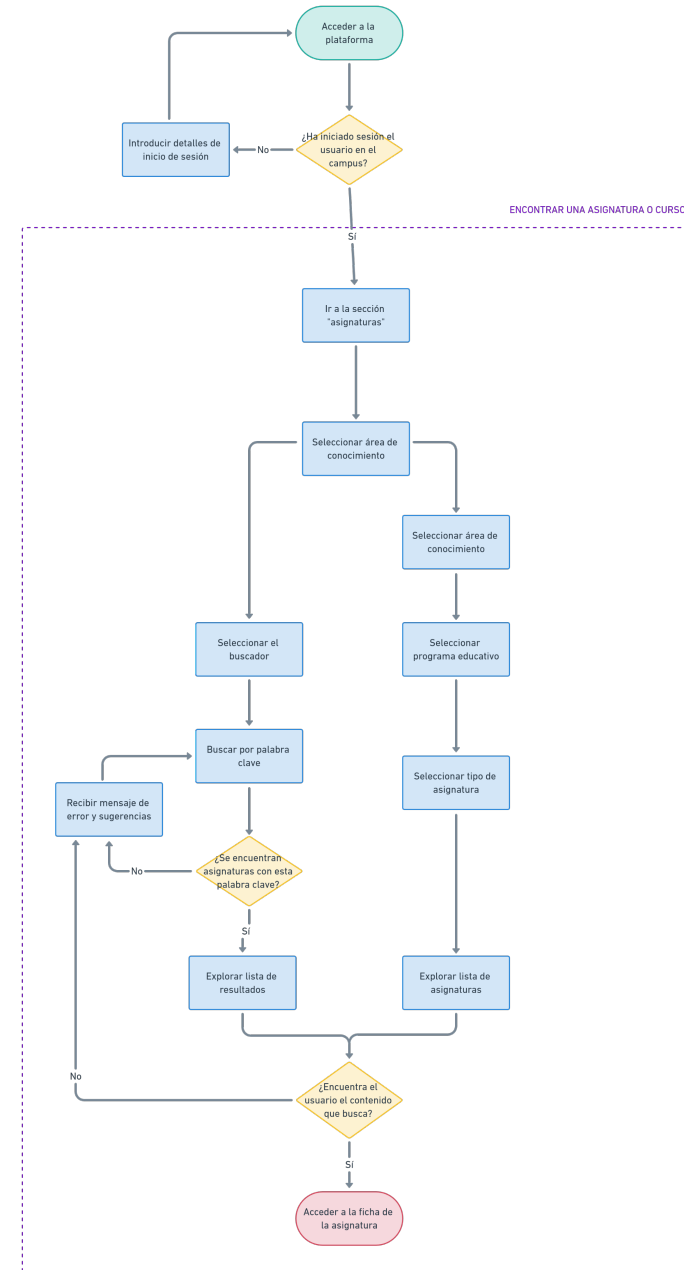 Acceder a la
plataforma
¿Ha iniciado sesión el
usuario en el
campus?
No
Introducir detalles de
inicio de sesión
ENCONTRAR UNA ASIGNATURA O CURSO
Sí
Ir a la sección
"asignaturas"
Seleccionar área de
conocimiento
Seleccionar área de
conocimiento
Seleccionar el
buscador
Seleccionar
programa educativo
Buscar por palabra
clave
Seleccionar tipo de
asignatura
Recibir mensaje de
error y sugerencias
¿Se encuentran
asignaturas con esta
palabra clave?
No
Sí
Explorar lista de
resultados
Explorar lista de
asignaturas
No
¿Encuentra el
usuario el contenido
que busca?
Sí
Acceder a la ficha de
la asignatura